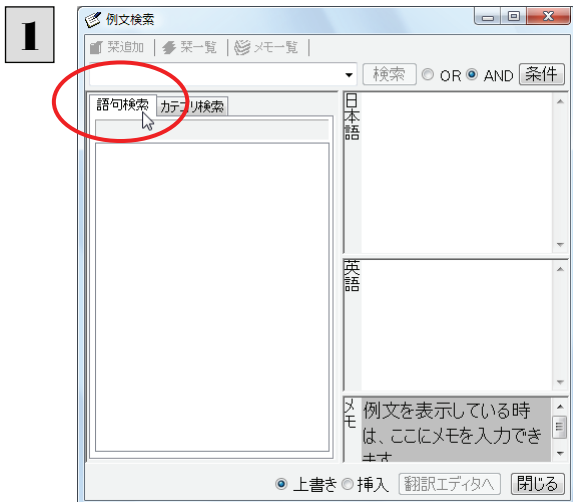 1
例文検索
栞追加 栞一覧 メモ一覧
検索 OR AND 条件
語句検索 カテゴリ検索
日本語
英語
メモ
例文を表示している時
は、ここにメモを入力でき
ます
上書き 挿入 翻訳エディタへ 閉じる